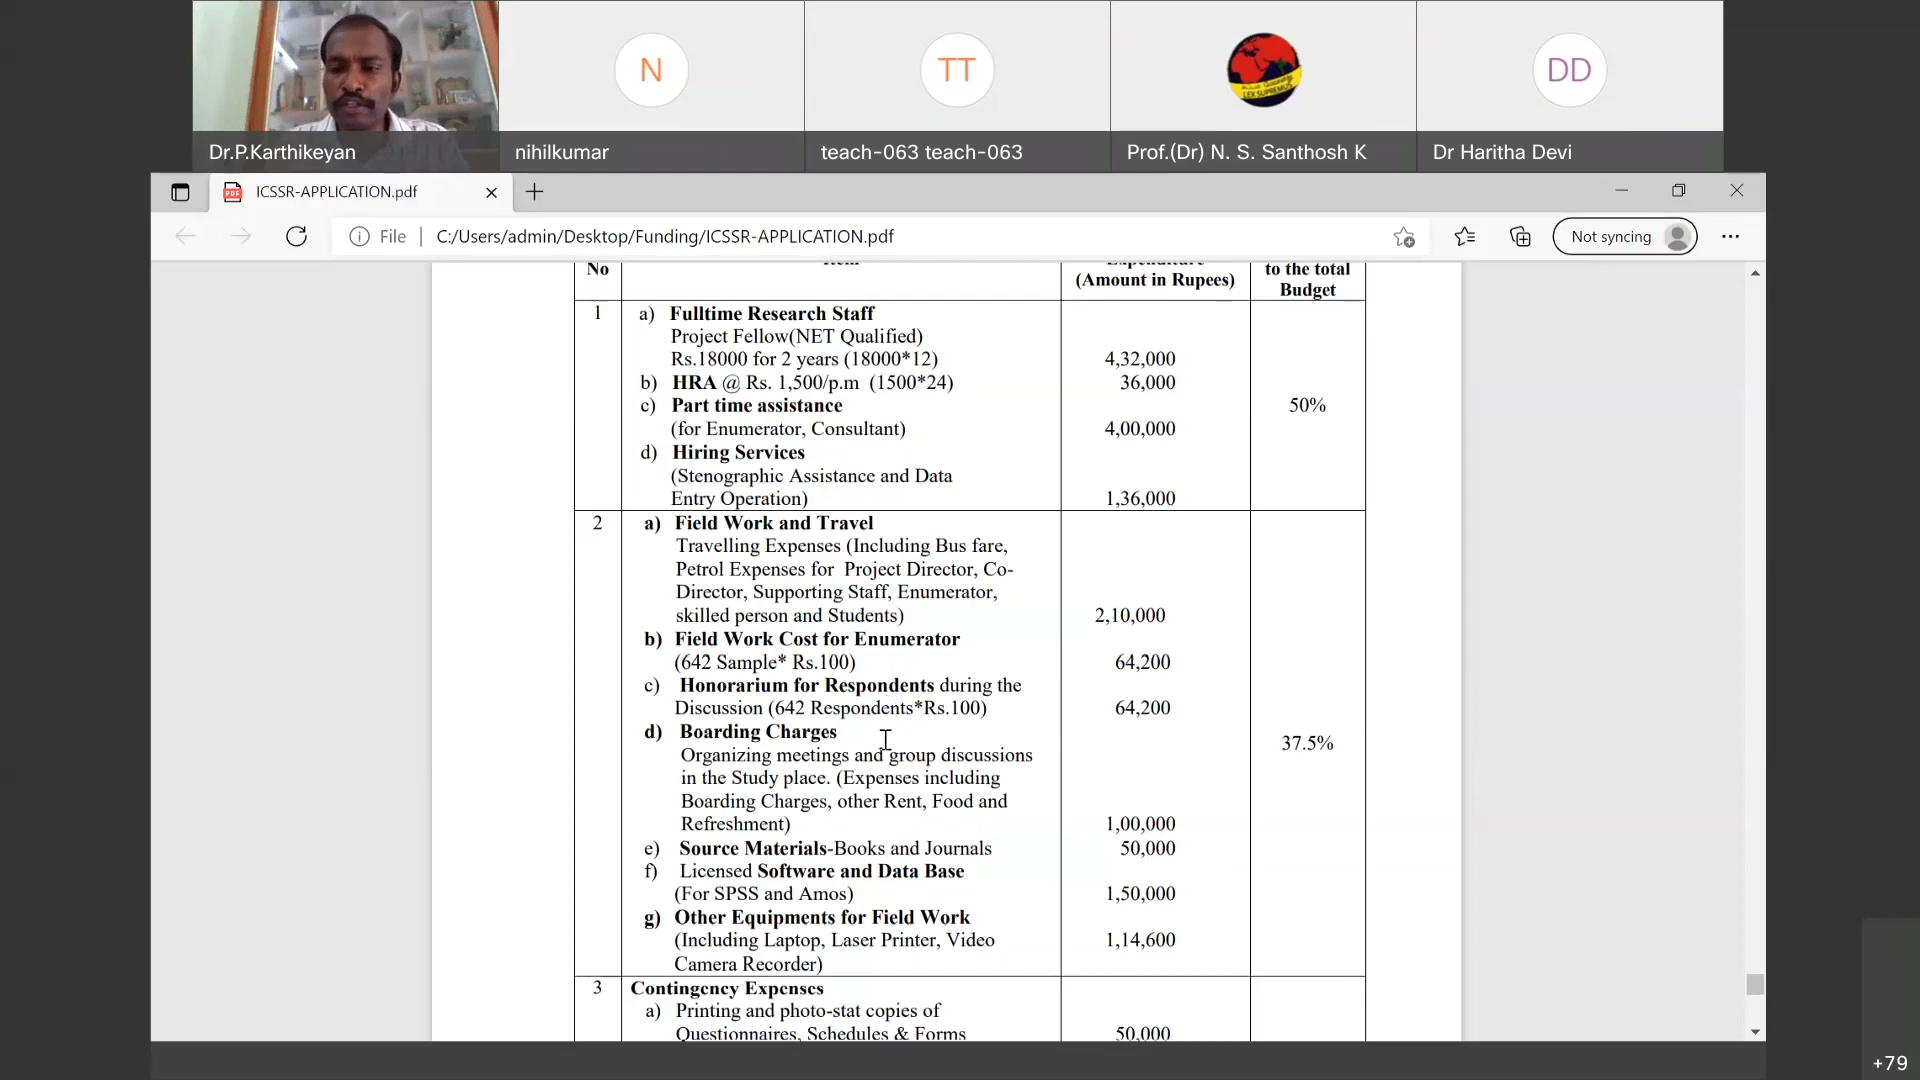 N
TT
LEX SUPREMUS
DD
Dr.P.Karthikeyan
nihilkumar
teach-063 teach-063
Prof.(Dr) N. S. Santhosh K
Dr Haritha Devi
ICSSR-APPLICATION.pdf
File
C:/Users/admin/Desktop/Funding/ICSSR-APPLICATION.pdf
Not syncing
No
Item
Expenditure
(Amount in Rupees)
to the total
Budget
1
a) Fulltime Research Staff
Project Fellow(NET Qualified)
Rs.18000 for 2 years (18000*12)
4,32,000
b) HRA @ Rs. 1,500/p.m (1500*24)
36,000
c) Part time assistance
50%
(for Enumerator, Consultant)
4,00,000
d) Hiring Services
(Stenographic Assistance and Data
Entry Operation)
1,36,000
2
a) Field Work and Travel
Travelling Expenses (Including Bus fare,
Petrol Expenses for Project Director, Co-
Director, Supporting Staff, Enumerator,
skilled person and Students)
2,10,000
b) Field Work Cost for Enumerator
(642 Sample* Rs.100)
64,200
c) Honorarium for Respondents during the
Discussion (642 Respondents*Rs.100)
64,200
d) Boarding Charges
37.5%
Organizing meetings and group discussions
in the Study place. (Expenses including
Boarding Charges, other Rent, Food and
Refreshment)
1,00,000
e) Source Materials-Books and Journals
50,000
f) Licensed Software and Data Base
(For SPSS and Amos)
1,50,000
g) Other Equipments for Field Work
(Including Laptop, Laser Printer, Video
1,14,600
Camera Recorder)
3
Contingency Expenses
a) Printing and photo-stat copies of
Questionnaires, Schedules & Forms
50,000
+79